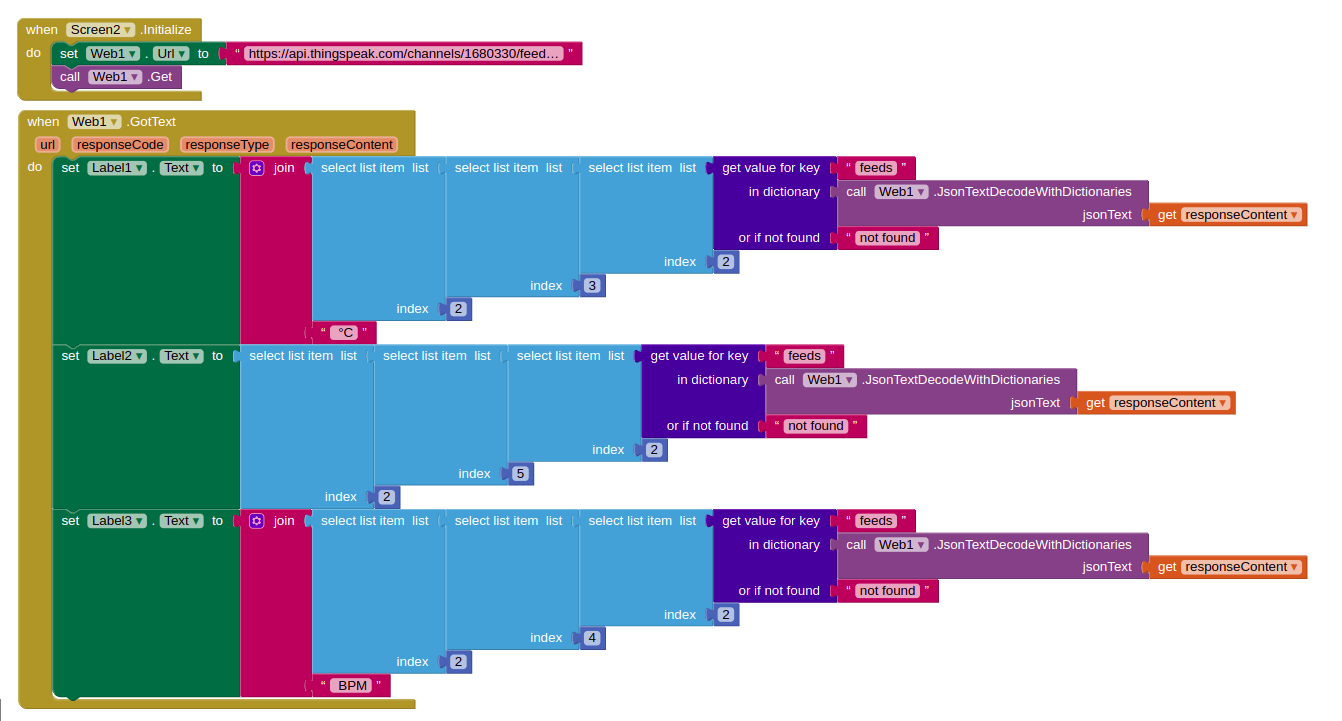 when Screen2 .Initialize
do set Web1 . Url to “ https://api.thingspeak.com/channels/1680330/feed... ”
call Web1 .Get
when Web1 .GotText
url responseCode responseType responseContent
do set Label1 . Text to join select list item list select list item list select list item list get value for key “ feeds ”
in dictionary call Web1 .JsonTextDecodeWithDictionaries
jsonText get responseContent
or if not found “ not found ”
index 2
index 3
index 2
“ °C ”
set Label2 . Text to select list item list select list item list select list item list get value for key “ feeds ”
in dictionary call Web1 .JsonTextDecodeWithDictionaries
jsonText get responseContent
or if not found “ not found ”
index 2
index 5
index 2
set Label3 . Text to join select list item list select list item list select list item list get value for key “ feeds ”
in dictionary call Web1 .JsonTextDecodeWithDictionaries
jsonText get responseContent
or if not found “ not found ”
index 2
index 4
index 2
“ BPM ”